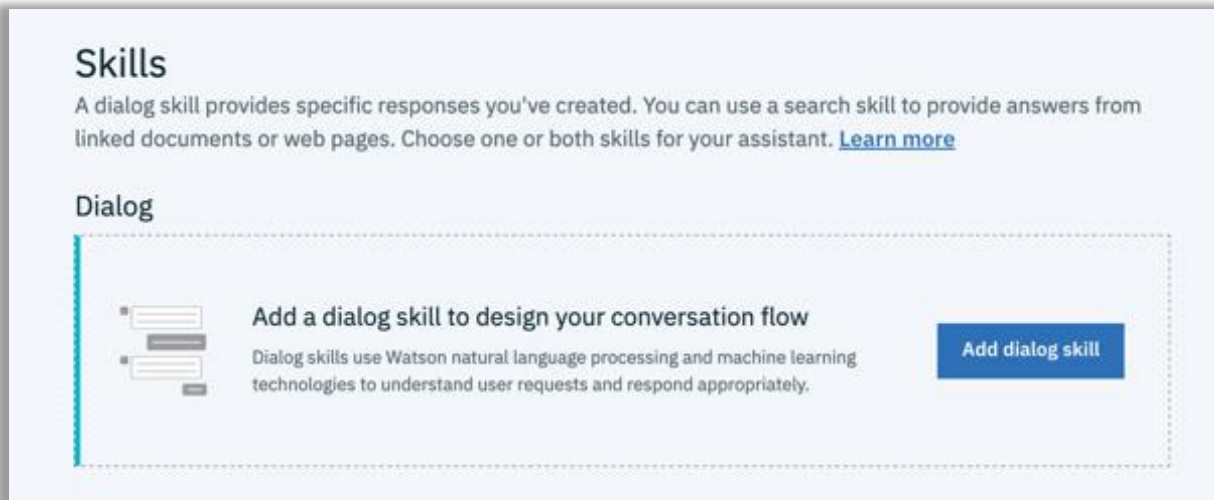 Skills
A dialog skill provides specific responses you've created. You can use a search skill to provide answers from
linked documents or web pages. Choose one or both skills for your assistant. Learn more
Dialog
Add a dialog skill to design your conversation flow
Dialog skills use Watson natural language processing and machine learning
technologies to understand user requests and respond appropriately.
Add dialog skill